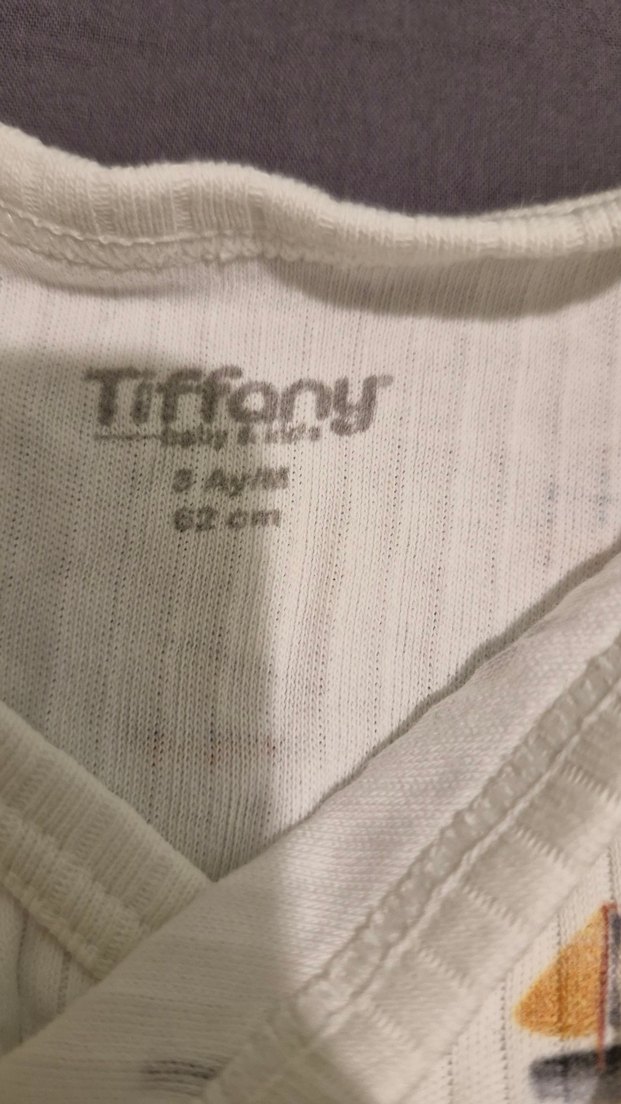 Tiffany
baby & kids
3 Ay/M
62 cm